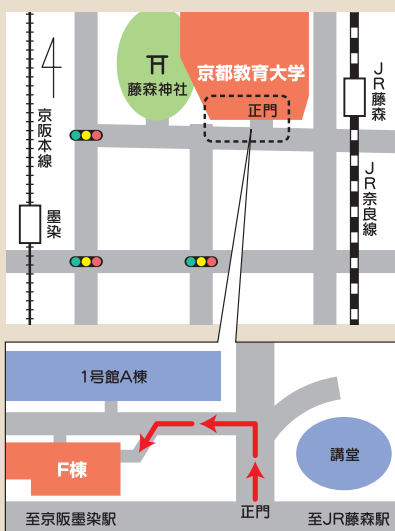 京都教育大学
藤森神社
正門
JR藤森
京阪本線
JR奈良線
墨染
1号館A棟
F棟
講堂
至京阪墨染駅
正門
至JR藤森駅